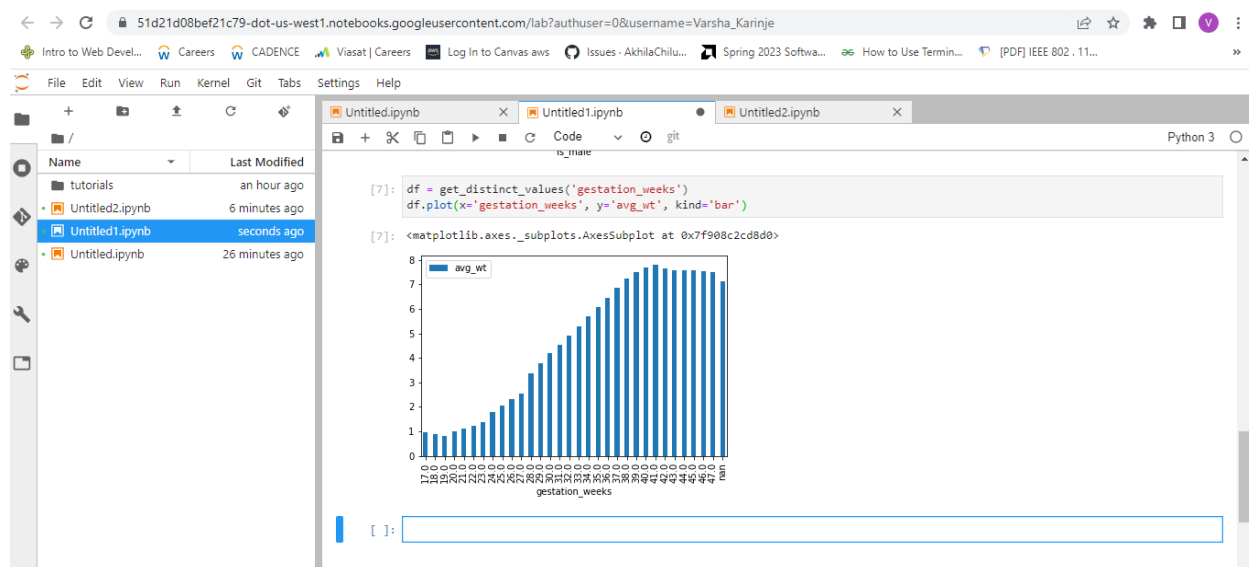 51d21d08bef21c79-dot-us-west1.notebooks.googleusercontent.com/lab?authuser=0&username=Varsha_Karinje
V
Intro to Web Devel...
Careers
CADENCE
Viasat | Careers
aws
Log In to Canvas aws
Issues · AkhilaChilu...
Spring 2023 Softwa...
How to Use Termin...
[PDF] IEEE 802 . 11...
»
File Edit View Run Kernel Git Tabs Settings Help
Untitled.ipynb
Untitled1.ipynb
Untitled2.ipynb
/
Code
git
Python 3
Name
Last Modified
tutorials
an hour ago
Untitled2.ipynb
6 minutes ago
Untitled1.ipynb
seconds ago
Untitled.ipynb
26 minutes ago
is_male
[7]: df = get_distinct_values('gestation_weeks')
df.plot(x='gestation_weeks', y='avg_wt', kind='bar')
[7]: <matplotlib.axes._subplots.AxesSubplot at 0x7f908c2cd8d0>
avg_wt
8
7
6
5
4
3
2
1
0
17.0 18.0 19.0 20.0 21.0 22.0 23.0 24.0 25.0 26.0 27.0 28.0 29.0 30.0 31.0 32.0 33.0 34.0 35.0 36.0 37.0 38.0 39.0 40.0 41.0 42.0 43.0 44.0 45.0 46.0 47.0 nan
gestation_weeks
[ ]: